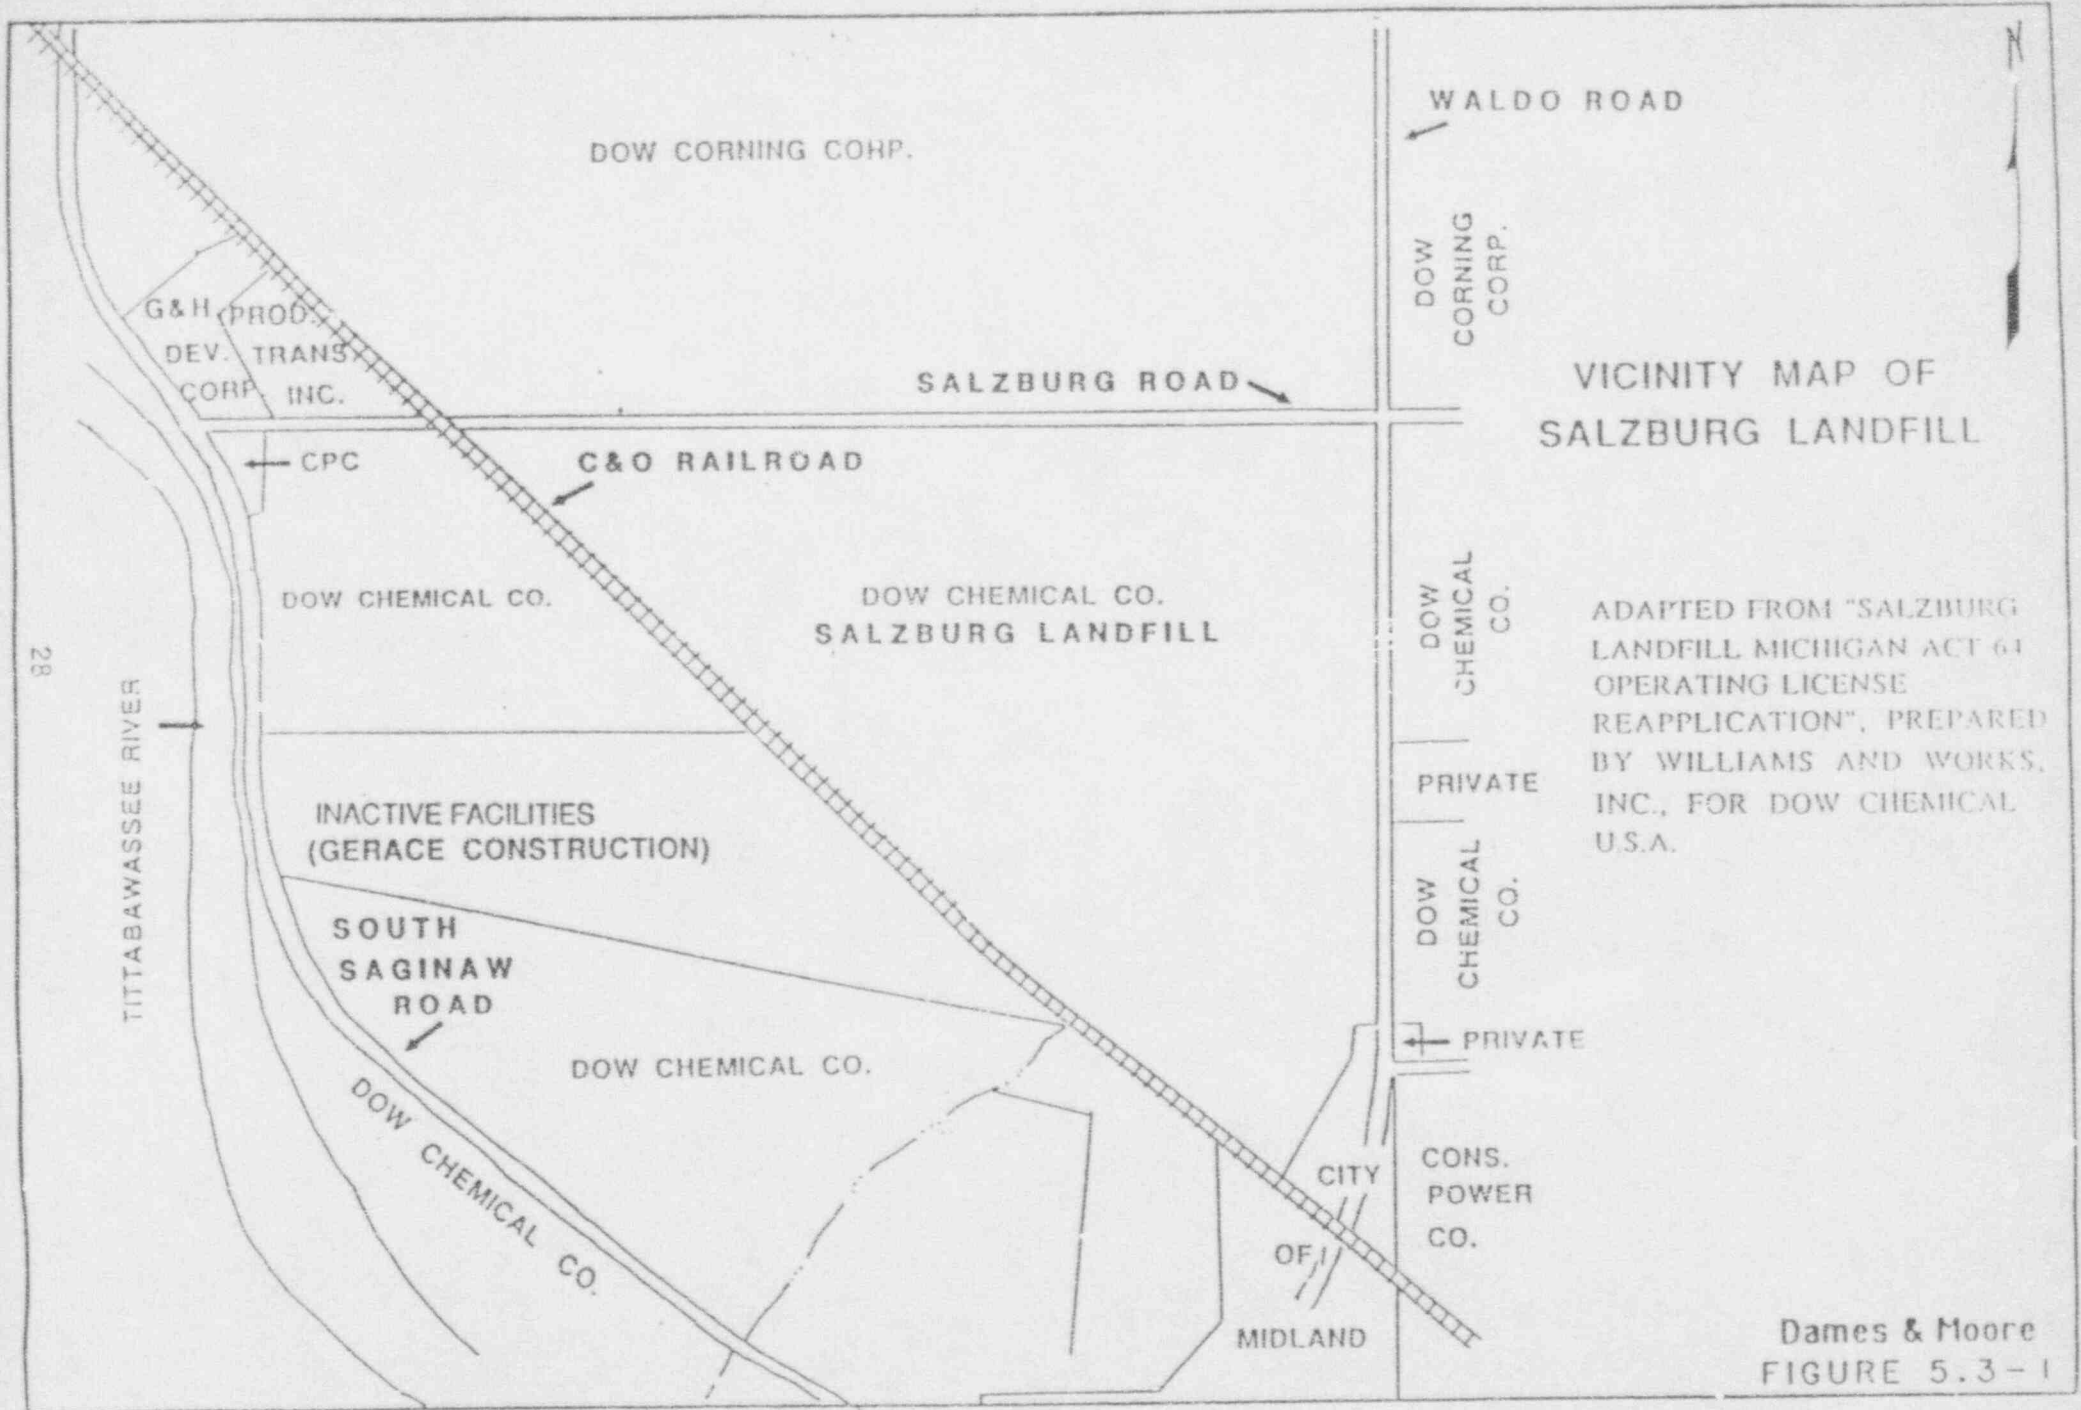 N
WALDO ROAD
DOW CORNING CORP.
DOW
CORNING
CORP.
G&H
DEV.
CORP.
PROD.
TRANS
INC.
SALZBURG ROAD
VICINITY MAP OF
SALZBURG LANDFILL
CPC
C&O RAILROAD
DOW CHEMICAL CO.
DOW CHEMICAL CO.
SALZBURG LANDFILL
DOW
CHEMICAL
CO.
ADAPTED FROM "SALZBURG
LANDFILL MICHIGAN ACT 64
OPERATING LICENSE
REAPPLICATION", PREPARED
BY WILLIAMS AND WORKS,
INC., FOR DOW CHEMICAL
U.S.A.
28
TITTABAWASSEE RIVER
PRIVATE
INACTIVE FACILITIES
(GERACE CONSTRUCTION)
DOW
CHEMICAL
CO.
SOUTH
SAGINAW
ROAD
PRIVATE
DOW CHEMICAL CO.
DOW CHEMICAL CO.
CITY
OF
MIDLAND
CONS.
POWER
CO.
Dames & Moore
FIGURE 5.3-1